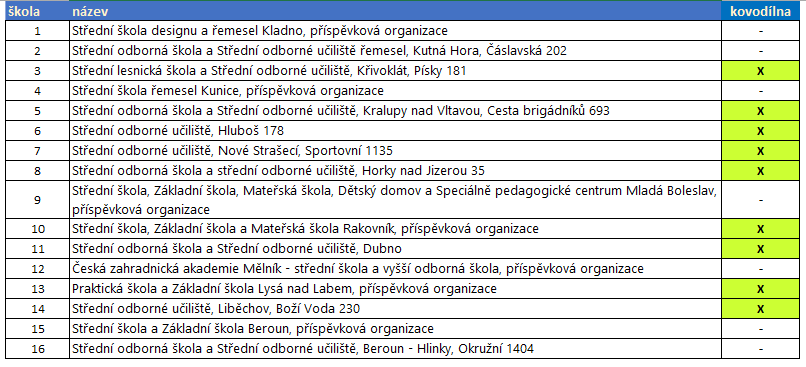 škola název kovodílna
1 Střední škola designu a řemesel Kladno, příspěvková organizace -
2 Střední odborná škola a Střední odborné učiliště řemesel, Kutná Hora, Čáslavská 202 -
3 Střední lesnická škola a Střední odborné učiliště, Křivoklát, Písky 181 x
4 Střední škola řemesel Kunice, příspěvková organizace -
5 Střední odborná škola a Střední odborné učiliště, Kralupy nad Vltavou, Cesta brigádníků 693 x
6 Střední odborné učiliště, Hluboš 178 x
7 Střední odborné učiliště, Nové Strašecí, Sportovní 1135 x
8 Střední odborná škola a střední odborné učiliště, Horky nad Jizerou 35 x
9 Střední škola, Základní škola, Mateřská škola, Dětský domov a Speciálně pedagogické centrum Mladá Boleslav, -
příspěvková organizace
10 Střední škola, Základní škola a Mateřská škola Rakovník, příspěvková organizace x
11 Střední odborná škola a Střední odborné učiliště, Dubno x
12 Česká zahradnická akademie Mělník - střední škola a vyšší odborná škola, příspěvková organizace -
13 Praktická škola a Základní škola Lysá nad Labem, příspěvková organizace x
14 Střední odborné učiliště, Liběchov, Boží Voda 230 x
15 Střední škola a Základní škola Beroun, příspěvková organizace -
16 Střední odborná škola a Střední odborné učiliště, Beroun - Hlinky, Okružní 1404 -